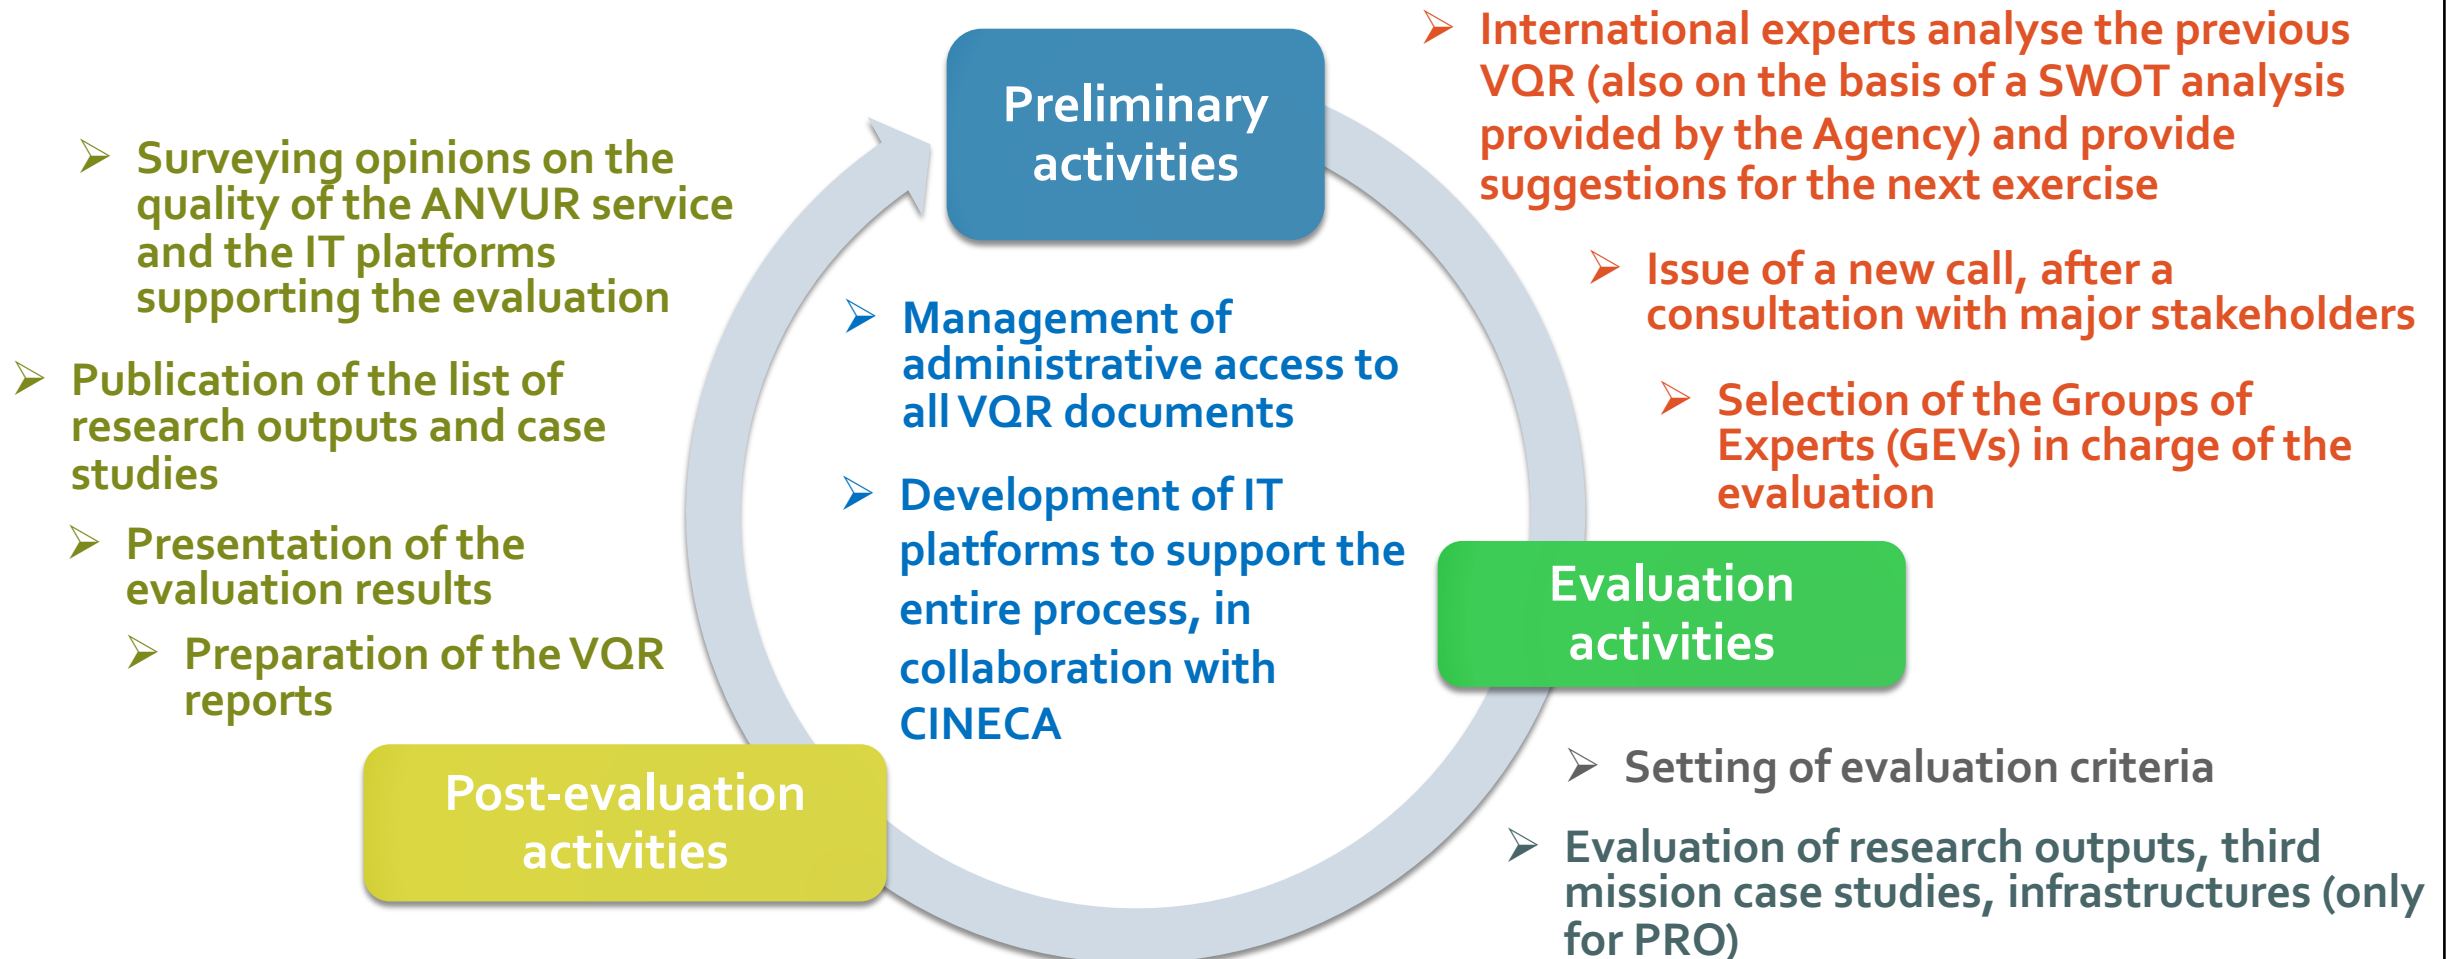 Preliminary
activities
➢ International experts analyse the previous
VQR (also on the basis of a SWOT analysis
provided by the Agency) and provide
suggestions for the next exercise
➢ Issue of a new call, after a
consultation with major stakeholders
➢ Selection of the Groups of
Experts (GEVs) in charge of the
evaluation
Evaluation
activities
➢ Setting of evaluation criteria
➢ Evaluation of research outputs, third
mission case studies, infrastructures (only
for PRO)
Post-evaluation
activities
➢ Surveying opinions on the
quality of the ANVUR service
and the IT platforms
supporting the evaluation
➢ Publication of the list of
research outputs and case
studies
➢ Presentation of the
evaluation results
➢ Preparation of the VQR
reports
➢ Management of
administrative access to
all VQR documents
➢ Development of IT
platforms to support the
entire process, in
collaboration with
CINECA